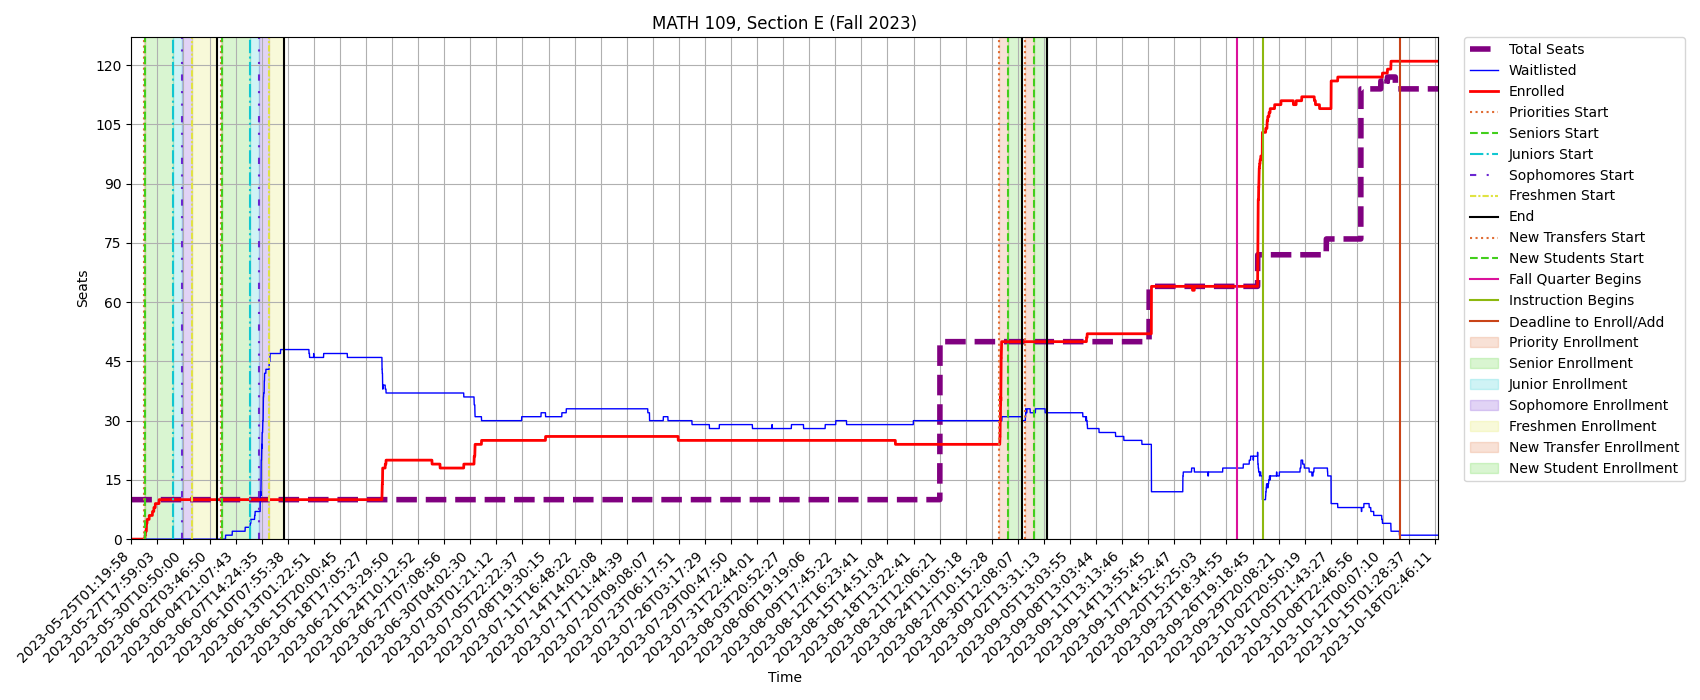 MATH 109, Section E (Fall 2023)
Seats
120
105
90
75
60
45
30
15
0
2023-05-25T01:19:58
2023-05-27T17:59:03
2023-05-30T10:50:00
2023-06-02T03:46:50
2023-06-04T21:07:43
2023-06-07T14:24:35
2023-06-10T07:55:38
2023-06-13T01:22:51
2023-06-15T20:00:45
2023-06-18T17:05:27
2023-06-21T13:29:50
2023-06-24T10:12:52
2023-06-27T07:08:56
2023-06-30T04:02:30
2023-07-03T01:21:12
2023-07-05T22:22:37
2023-07-08T19:30:15
2023-07-11T16:48:22
2023-07-14T14:02:08
2023-07-17T11:44:39
2023-07-20T09:08:07
2023-07-23T06:17:51
2023-07-26T03:17:29
2023-07-29T00:47:50
2023-07-31T22:44:01
2023-08-03T20:52:27
2023-08-06T19:19:06
2023-08-09T17:45:22
2023-08-12T16:23:41
2023-08-15T14:51:04
2023-08-18T13:22:41
2023-08-21T12:06:21
2023-08-24T11:05:18
2023-08-27T10:15:28
2023-08-30T12:08:07
2023-09-02T13:31:13
2023-09-05T13:03:55
2023-09-08T13:03:44
2023-09-11T13:13:46
2023-09-14T13:55:45
2023-09-17T14:52:47
2023-09-20T15:25:03
2023-09-23T18:34:55
2023-09-26T19:18:45
2023-09-29T20:08:21
2023-10-02T20:50:19
2023-10-05T21:43:27
2023-10-08T22:46:56
2023-10-12T00:07:10
2023-10-15T01:28:37
2023-10-18T02:46:11
Time
Total Seats
Waitlisted
Enrolled
Priorities Start
Seniors Start
Juniors Start
Sophomores Start
Freshmen Start
End
New Transfers Start
New Students Start
Fall Quarter Begins
Instruction Begins
Deadline to Enroll/Add
Priority Enrollment
Senior Enrollment
Junior Enrollment
Sophomore Enrollment
Freshmen Enrollment
New Transfer Enrollment
New Student Enrollment